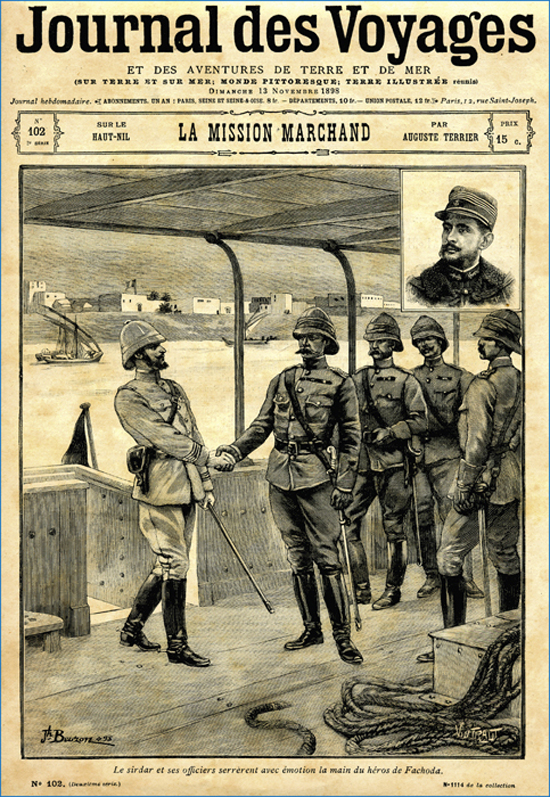 Journal des Voyages
ET DES AVENTURES DE TERRE ET DE MER
(SUR TERRE ET SUR MER; MONDE PITTORESQUE; TERRE ILLUSTRÉE réunis)
DIMANCHE 13 NOVEMBRE 1898
Journal hebdomadaire. ABONNEMENTS, UN AN : PARIS, SEINE ET SEINE-&-OISE. 8 fr. — DÉPARTEMENTS, 10 fr. — UNION POSTALE, 12 fr. Paris, 12, rue Saint-Joseph.
N° 102
2e SÉRIE
SUR LE HAUT-NIL
LA MISSION MARCHAND
PAR AUGUSTE TERRIER
PRIX 15 c.
Le sirdar et ses officiers serrèrent avec émotion la main du héros de Fachoda.
N° 102. (Deuxième série.)
N° 1114 de la collection